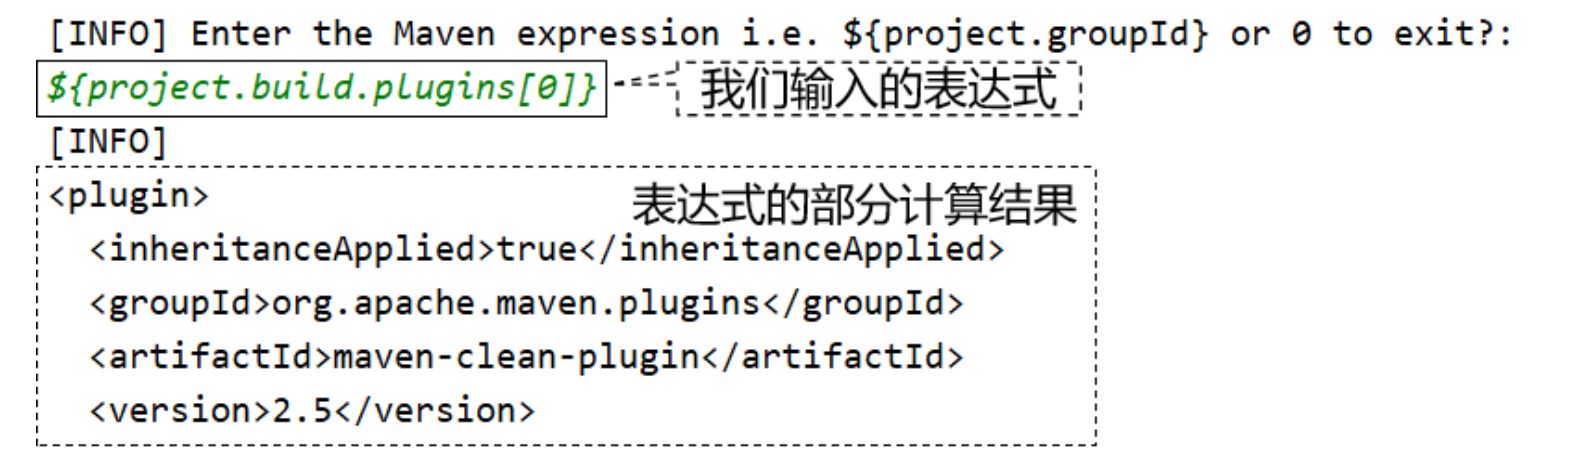 [INFO] Enter the Maven expression i.e. ${project.groupId} or 0 to exit?:
${project.build.plugins[0]}
我们输入的表达式
[INFO]
<plugin>
表达式的部分计算结果
<inheritanceApplied>true</inheritanceApplied>
<groupId>org.apache.maven.plugins</groupId>
<artifactId>maven-clean-plugin</artifactId>
<version>2.5</version>